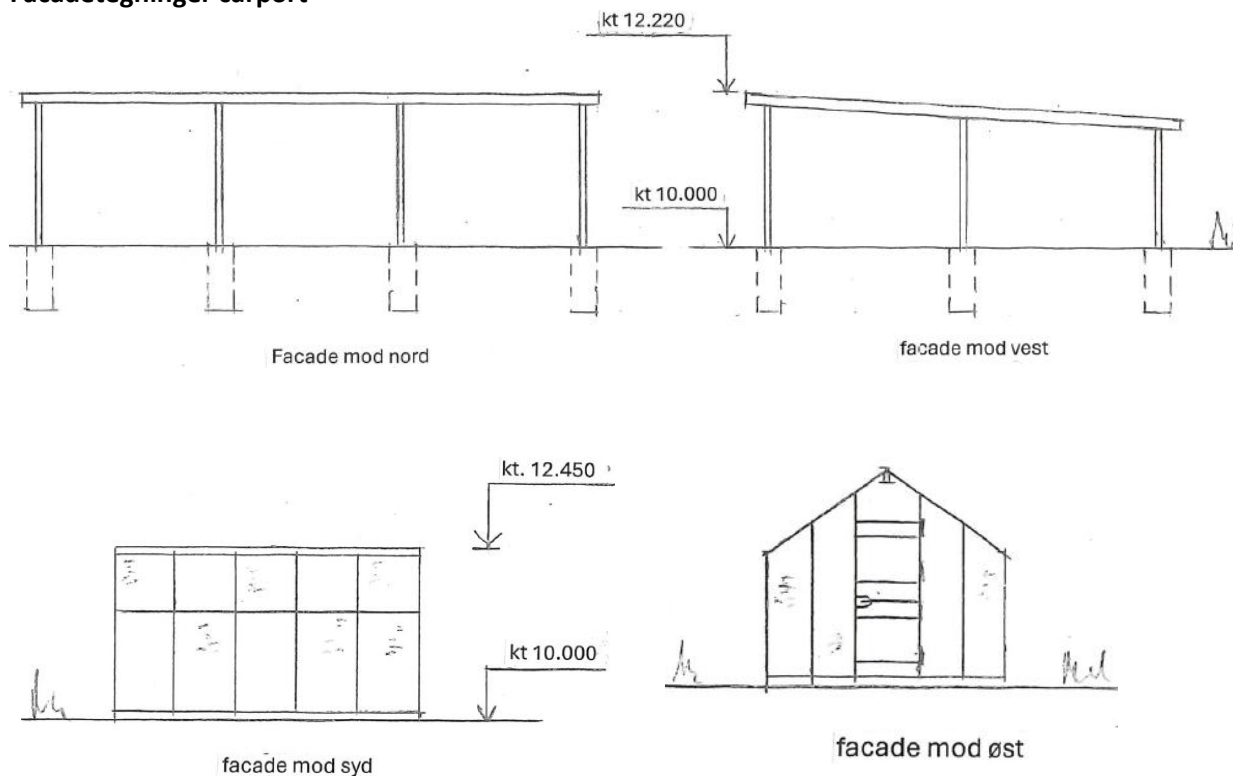 Facadetegninger carport
kt 12.220
kt 10.000
Facade mod nord
facade mod vest
kt. 12.450
kt 10.000
facade mod syd
facade mod øst